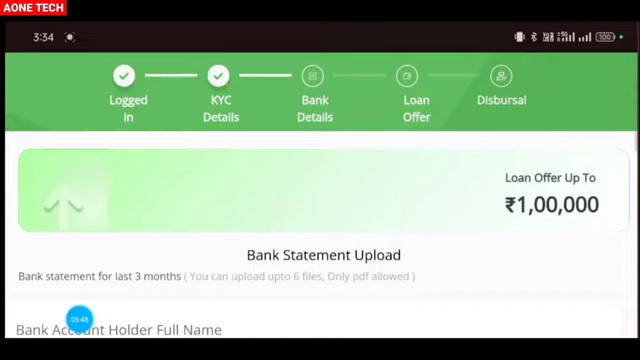 AONE TECH
3:34
100
Logged in
KYC Details
Bank Details
Loan Offer
Disbursal
Loan Offer Up To
₹1,00,000
Bank Statement Upload
Bank statement for last 3 months ( You can upload upto 6 files, Only pdf allowed )
05:48
Bank Account Holder Full Name